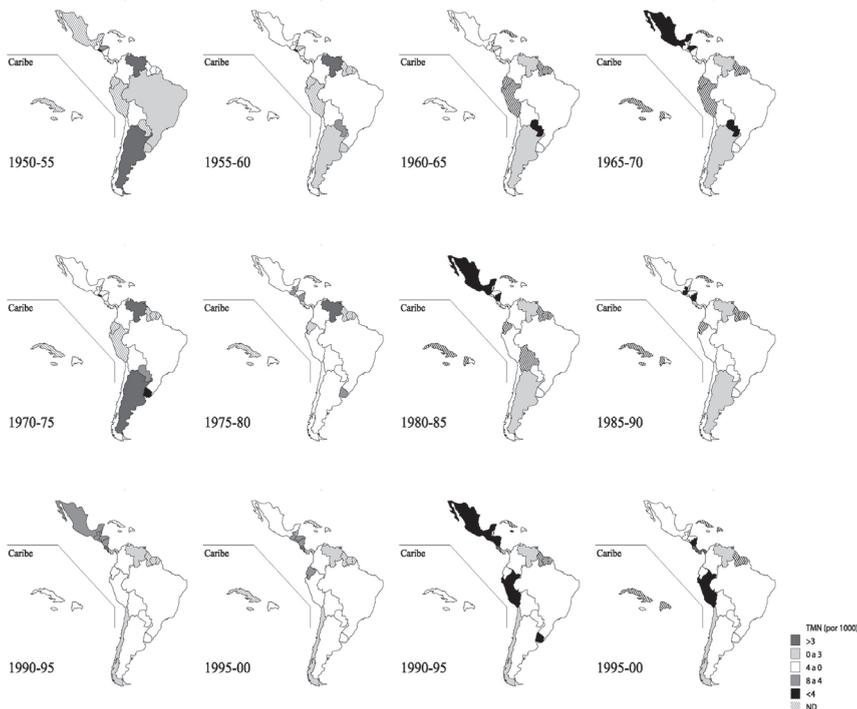 Caribe
Caribe
Caribe
Caribe
1950-55
1955-60
1960-65
1965-70
Caribe
Caribe
Caribe
Caribe
1970-75
1975-80
1980-85
1985-90
Caribe
Caribe
Caribe
Caribe
1990-95
1995-00
1990-95
1995-00
TMN (por 1000)
>3
0 a 3
4 a 0
8 a 4
<4
ND